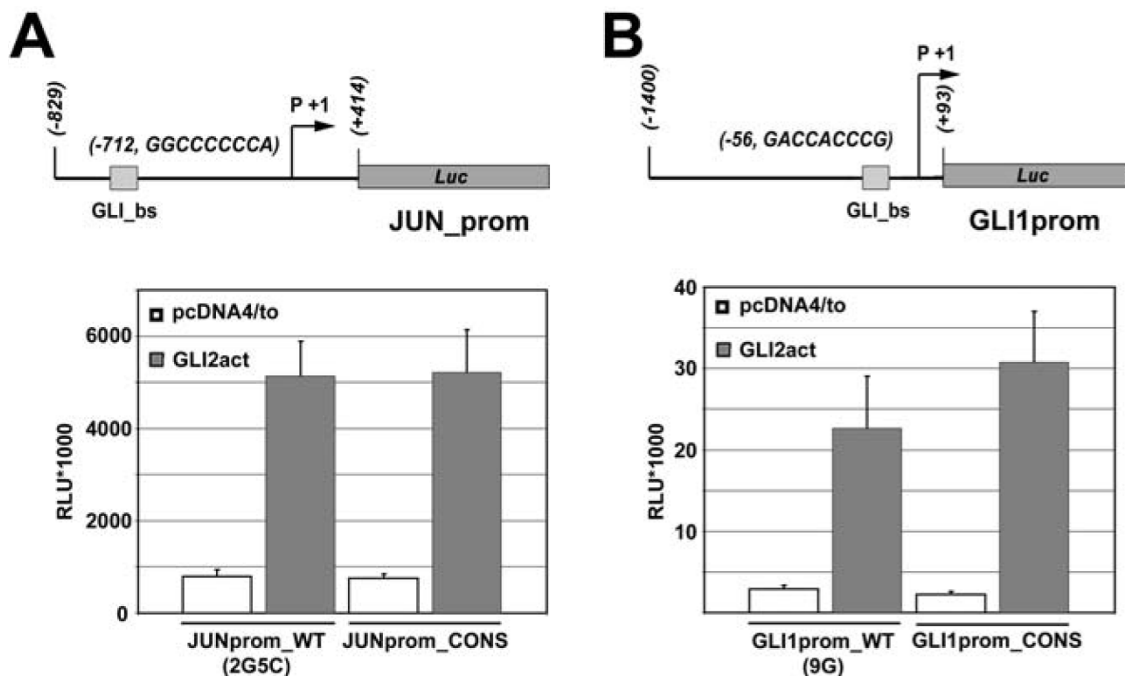 A
(-829)
(-712, GGCCCCCCA)
P +1
(+414)
GLI_bs
Luc
JUN_prom
pcDNA4/to
GLI2act
RLU*1000
6000
4000
2000
0
JUNprom_WT
(2G5C)
JUNprom_CONS
B
(-1400)
(-56, GACCACCCG)
P +1
(+93)
GLI_bs
Luc
GLI1prom
pcDNA4/to
GLI2act
RLU*1000
40
30
20
10
GLI1prom_WT
(9G)
GLI1prom_CONS